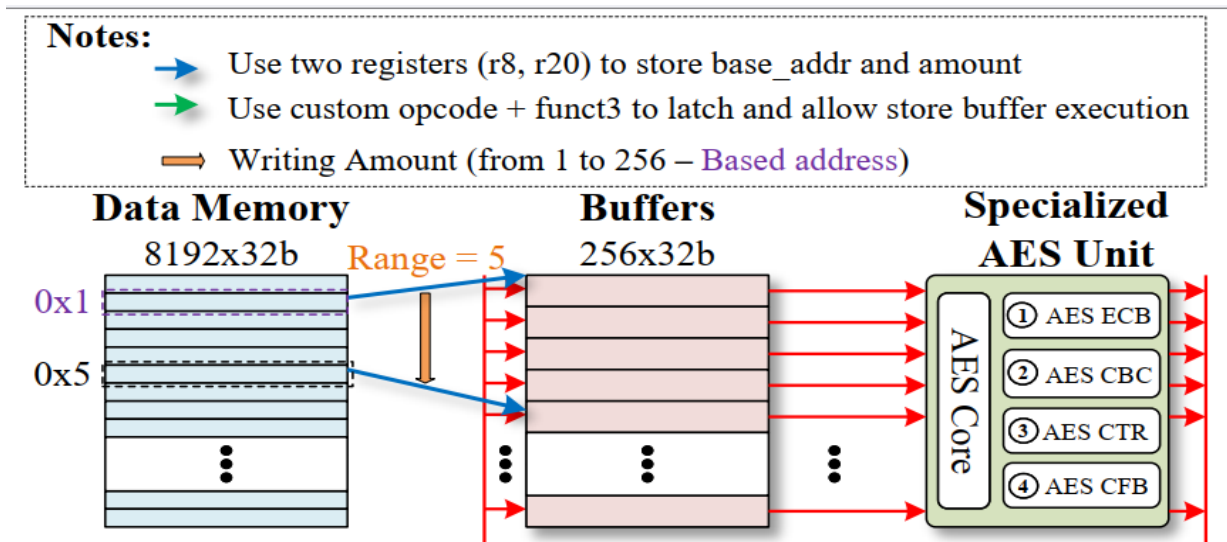 Notes:
Use two registers (r8, r20) to store base_addr and amount
Use custom opcode + funct3 to latch and allow store buffer execution
Writing Amount (from 1 to 256 – Based address)
Data Memory
8192x32b
Range = 5
Buffers
256x32b
Specialized
AES Unit
0x1
0x5
AES Core
1 AES ECB
2 AES CBC
3 AES CTR
4 AES CFB